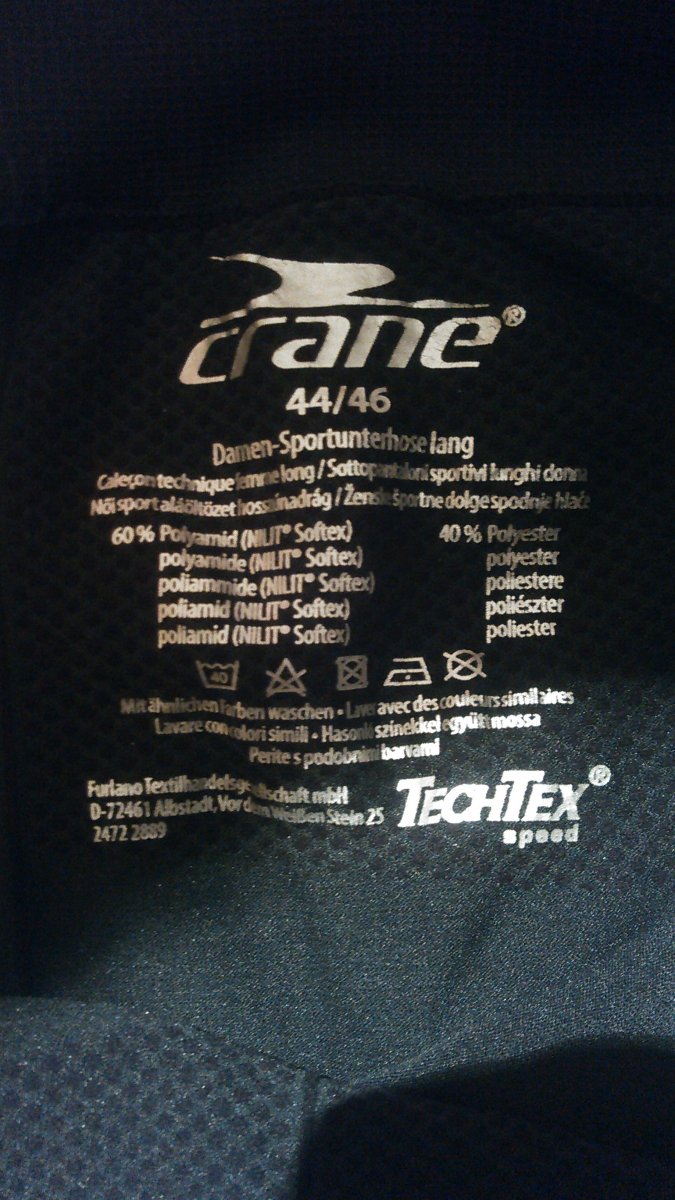 crane®
44/46
Damen-Sportunterhose lang
Caleçon technique femme long / Sottopantaloni sportivi lunghi donna
Női sport aláöltözet hosszainadrág / Ženske športne dolge spodnje hlače
60 % Polyamid (NILIT® Softex) 40 % Polyester
polyamide (NILIT® Softex) polyester
poliammide (NILIT® Softex) poliestere
poliamid (NILIT® Softex) poliészter
poliamid (NILIT® Softex) poliester
40
Mit ähnlichen Farben waschen • Laver avec des couleurs similaires
Lavare con colori simili • Hasonló színekkel együtt mossa
Perite s podobnimi barvami
Furlano Textilhandelsgesellschaft mbH
D-72461 Albstadt, Vor dem Weißen Stein 25
2472 2889
TECHTEX®
speed